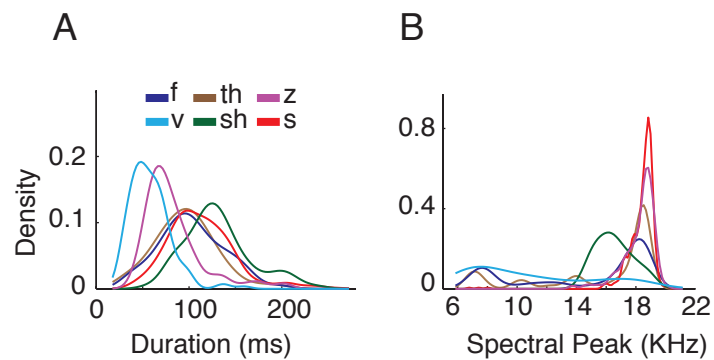 A
B
f th z
v sh s
0.2
0.1
0
0 100 200
Density
Duration (ms)
0.8
0.4
0
6 10 14 18 22
Spectral Peak (KHz)